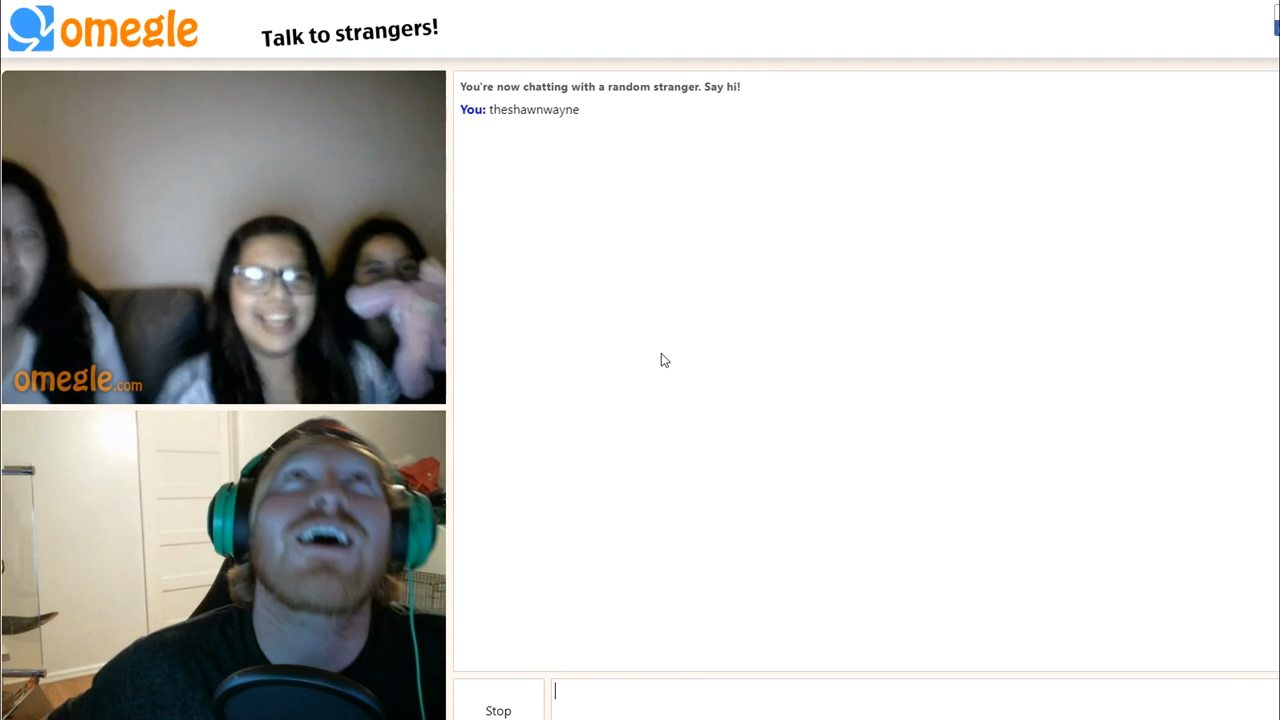 omegle
Talk to strangers!
You're now chatting with a random stranger. Say hi!
You: theshawnwayne
omegle.com
Stop